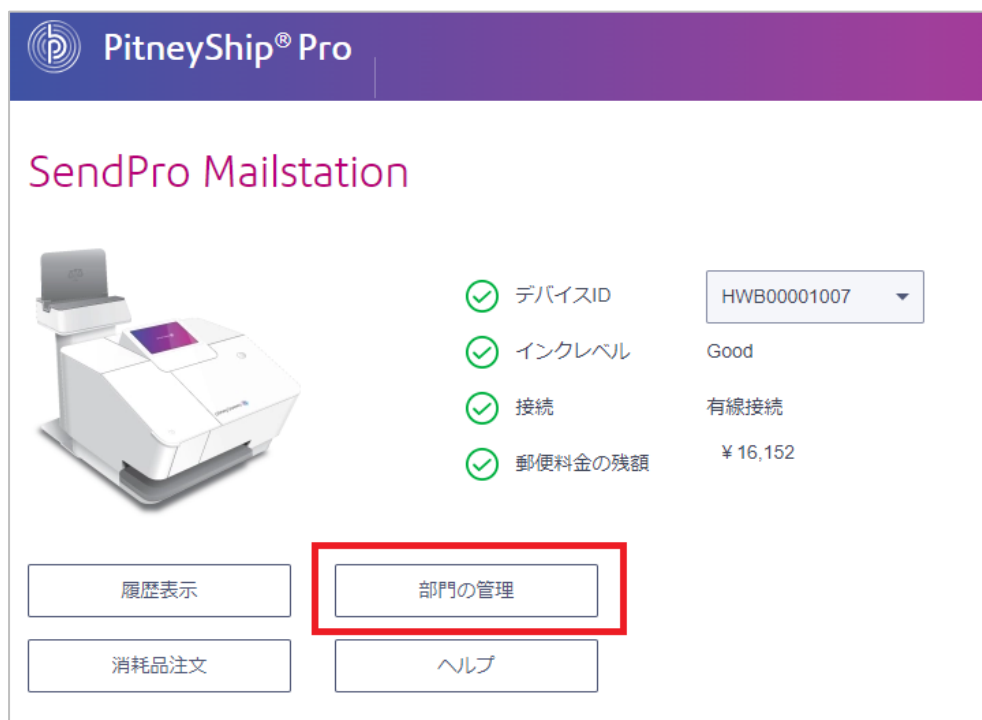 PitneyShip® Pro
SendPro Mailstation
デバイスID HWB00001007
インクレベル Good
接続 有線接続
郵便料金の残額 ¥ 16,152
履歴表示 部門の管理
消耗品注文 ヘルプ